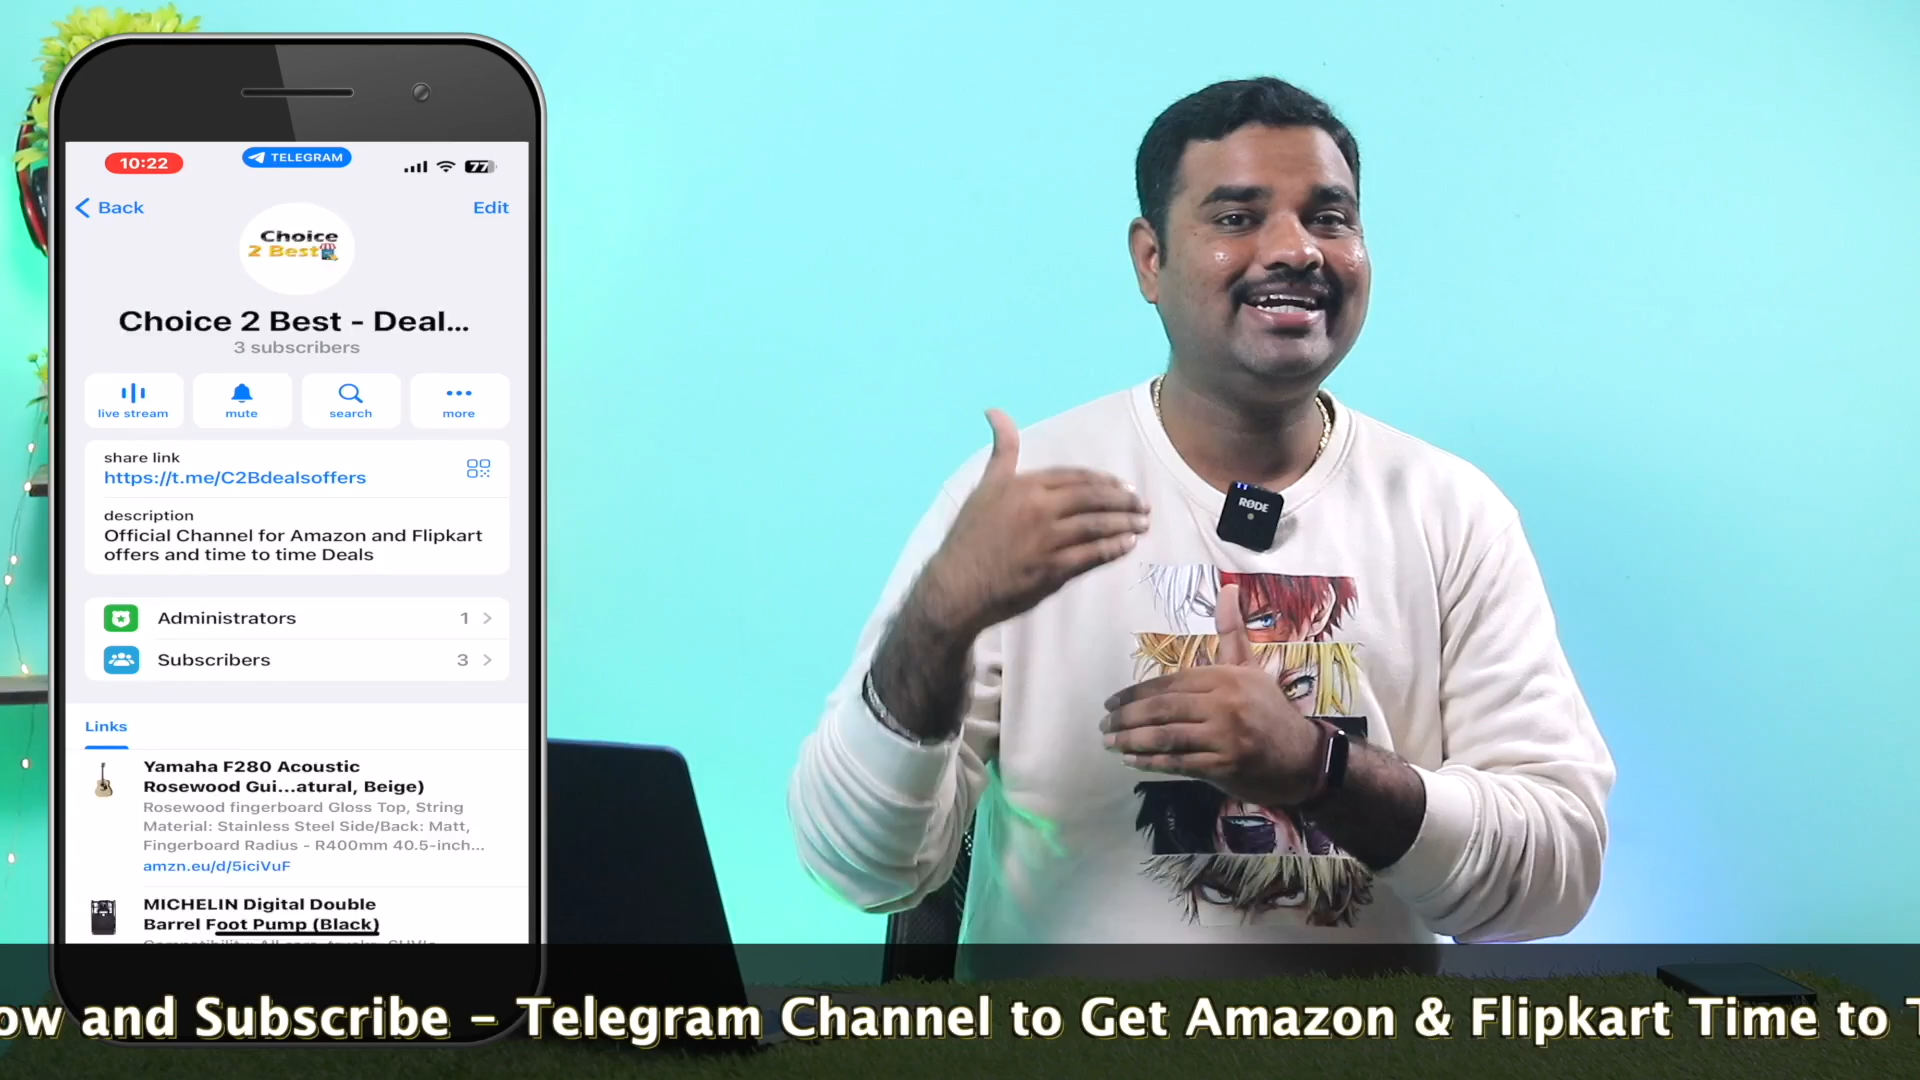 10:22
TELEGRAM
77
Back
Edit
Choice
2 Best
Choice 2 Best - Deal...
3 subscribers
live stream
mute
search
more
share link
https://t.me/C2Bdealsoffers
description
Official Channel for Amazon and Flipkart
offers and time to time Deals
Administrators
1
Subscribers
3
Links
Yamaha F280 Acoustic
Rosewood Gui...atural, Beige)
Rosewood fingerboard Gloss Top, String
Material: Stainless Steel Side/Back: Matt,
Fingerboard Radius - R400mm 40.5-inch...
amzn.eu/d/5iciVuF
MICHELIN Digital Double
Barrel Foot Pump (Black)
RØDE
ow and Subscribe - Telegram Channel to Get Amazon & Flipkart Time to T